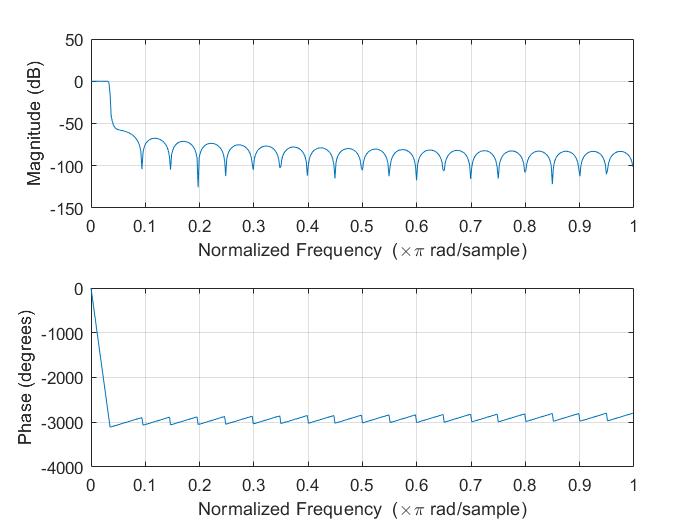 50
0
-50
-100
-150
Magnitude (dB)
0 0.1 0.2 0.3 0.4 0.5 0.6 0.7 0.8 0.9 1
Normalized Frequency (×π rad/sample)
0
-1000
-2000
-3000
-4000
Phase (degrees)
0 0.1 0.2 0.3 0.4 0.5 0.6 0.7 0.8 0.9 1
Normalized Frequency (×π rad/sample)